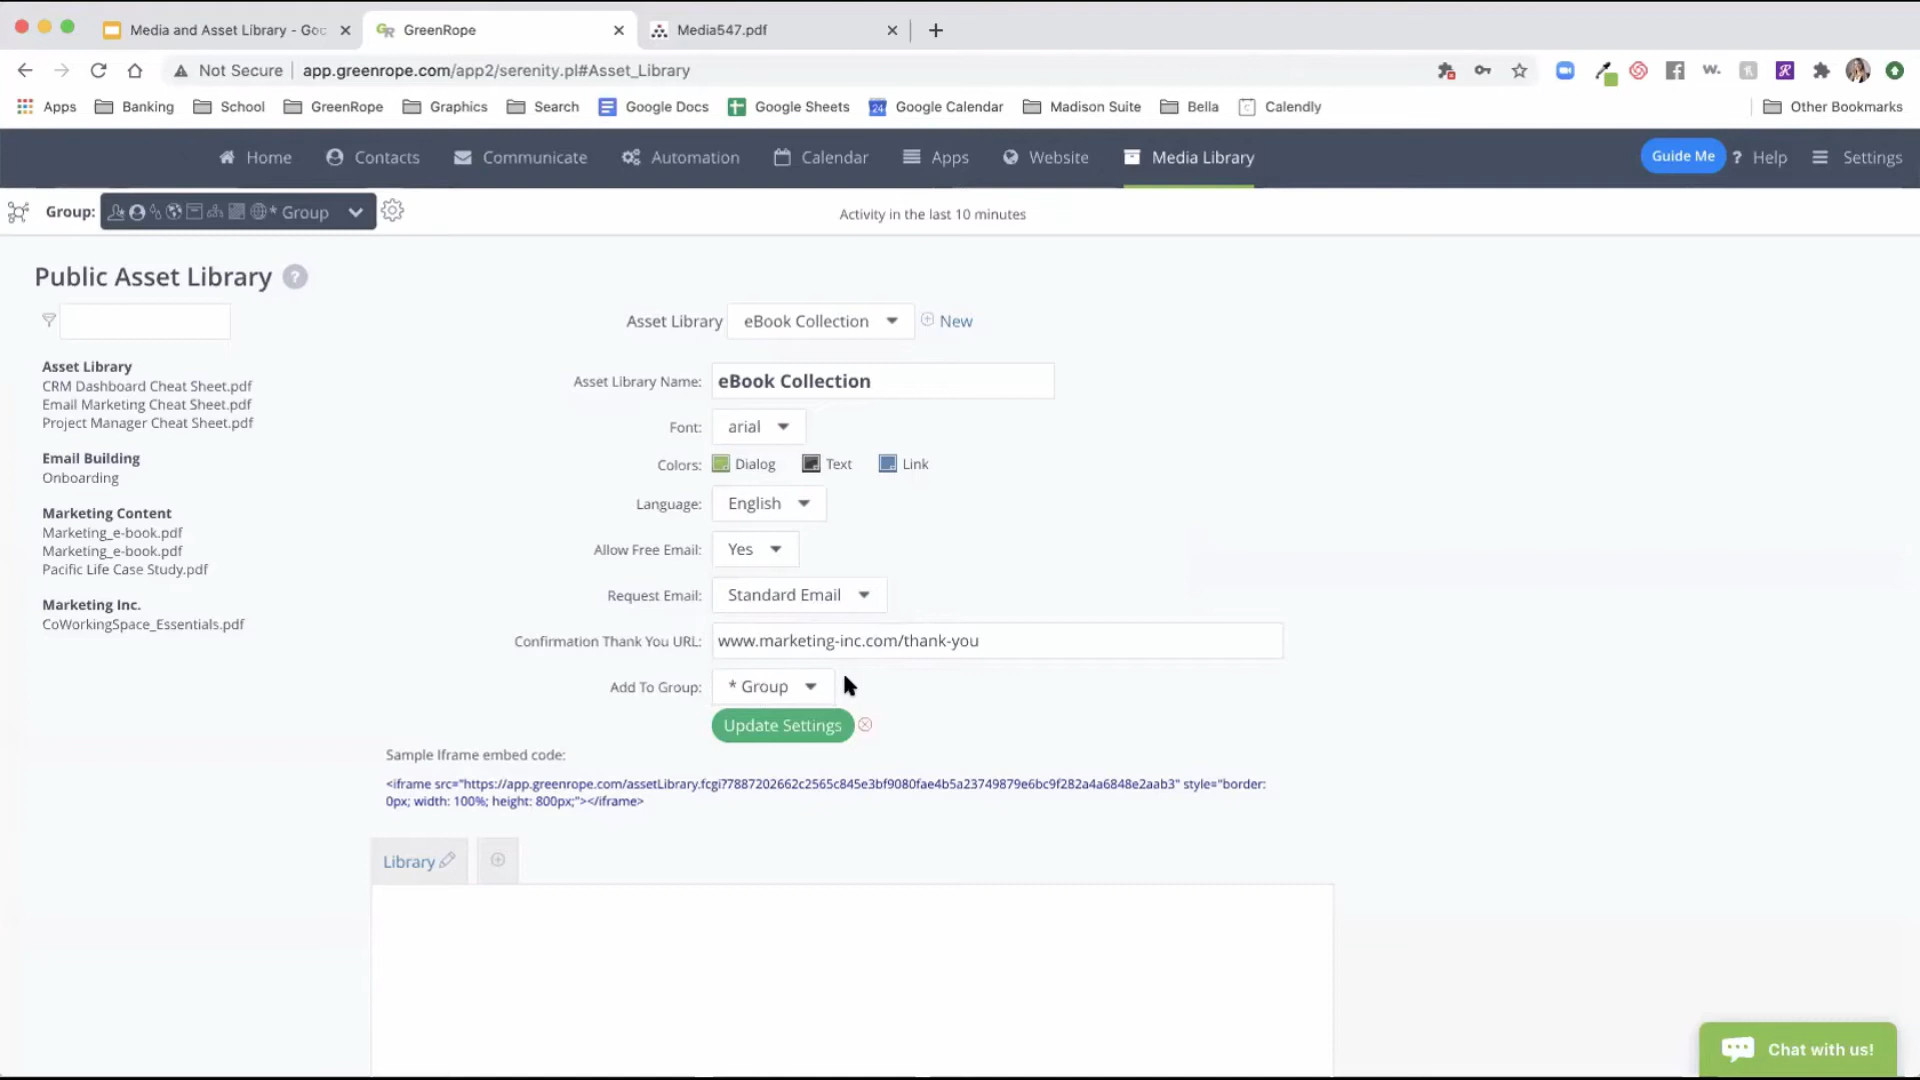 Media and Asset Library - Goo
GreenRope
Media547.pdf
Not Secure
app.greenrope.com/app2/serenity.pl#Asset_Library
Apps
Banking
School
GreenRope
Graphics
Search
Google Docs
Google Sheets
24
Google Calendar
Madison Suite
Bella
Calendly
Other Bookmarks
Home
Contacts
Communicate
Automation
Calendar
Apps
Website
Media Library
Guide Me
? Help
Settings
Group:
* Group
Activity in the last 10 minutes
Public Asset Library ?
Asset Library
eBook Collection
New
Asset Library
CRM Dashboard Cheat Sheet.pdf
Email Marketing Cheat Sheet.pdf
Project Manager Cheat Sheet.pdf
Email Building
Onboarding
Marketing Content
Marketing_e-book.pdf
Marketing_e-book.pdf
Pacific Life Case Study.pdf
Marketing Inc.
CoWorkingSpace_Essentials.pdf
Asset Library Name: eBook Collection
Font: arial
Colors: Dialog Text Link
Language: English
Allow Free Email: Yes
Request Email: Standard Email
Confirmation Thank You URL: www.marketing-inc.com/thank-you
Add To Group: * Group
Update Settings
Sample Iframe embed code:
<iframe src="https://app.greenrope.com/assetLibrary.fcgi?7887202662c2565c845e3bf9080fae4b5a23749879e6bc9f282a4a6848e2aab3" style="border:
0px; width: 100%; height: 800px;"></iframe>
Library
Chat with us!